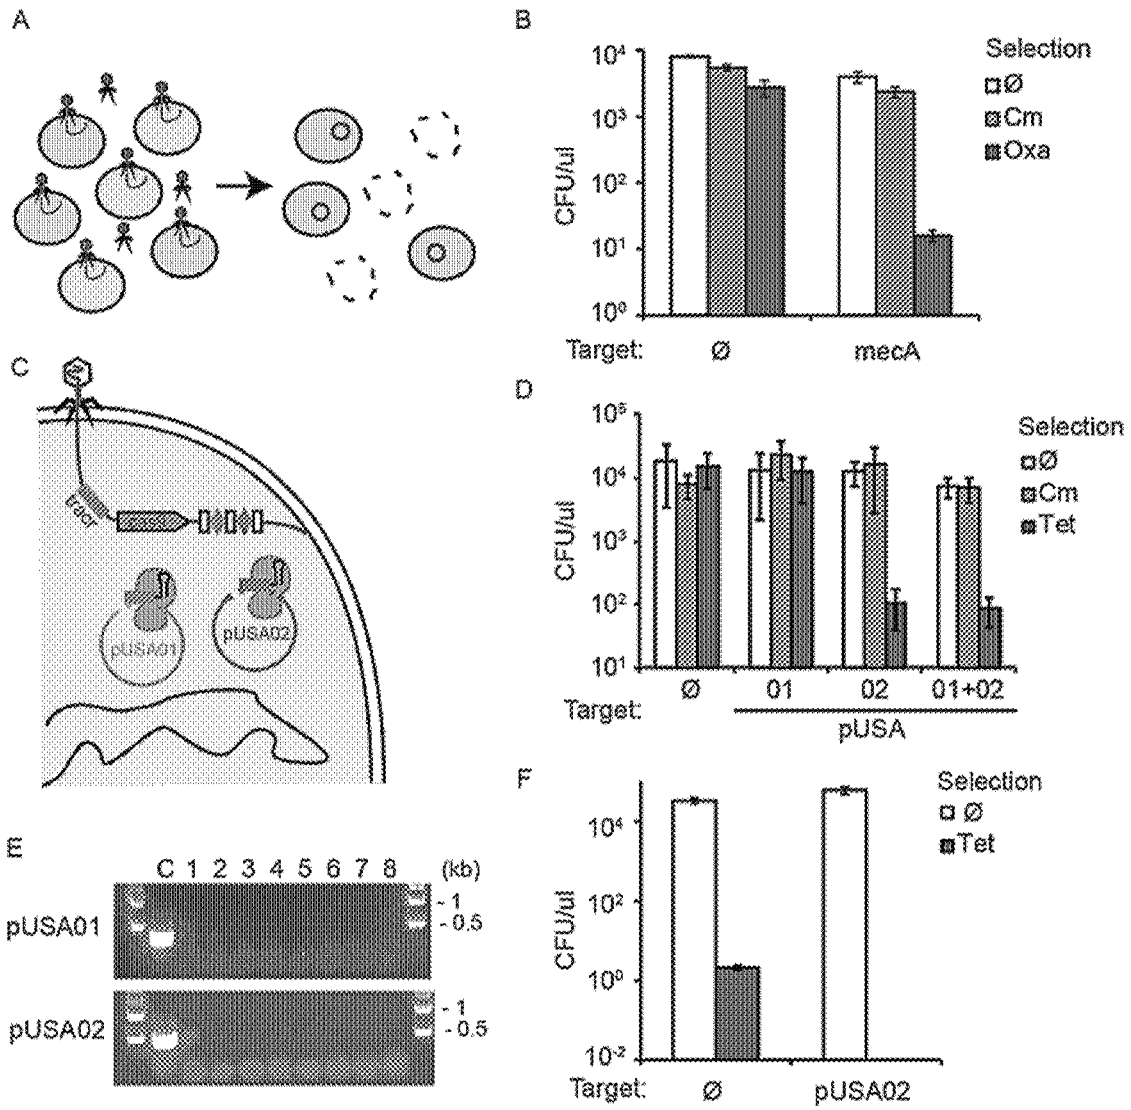 A
B
CFU/ul
10⁴
10³
10²
10¹
10⁰
Target:
Ø
mecA
Selection
Ø
Cm
Oxa
C
tracr
pUSA01
pUSA02
D
CFU/ul
10⁵
10⁴
10³
10²
10¹
Target:
Ø
01
02
01+02
pUSA
Selection
Ø
Cm
Tet
E
C 1 2 3 4 5 6 7 8 (kb)
pUSA01
- 1
- 0.5
pUSA02
- 1
- 0.5
F
CFU/ul
10⁴
10²
10⁰
10⁻²
Target:
Ø
pUSA02
Selection
Ø
Tet